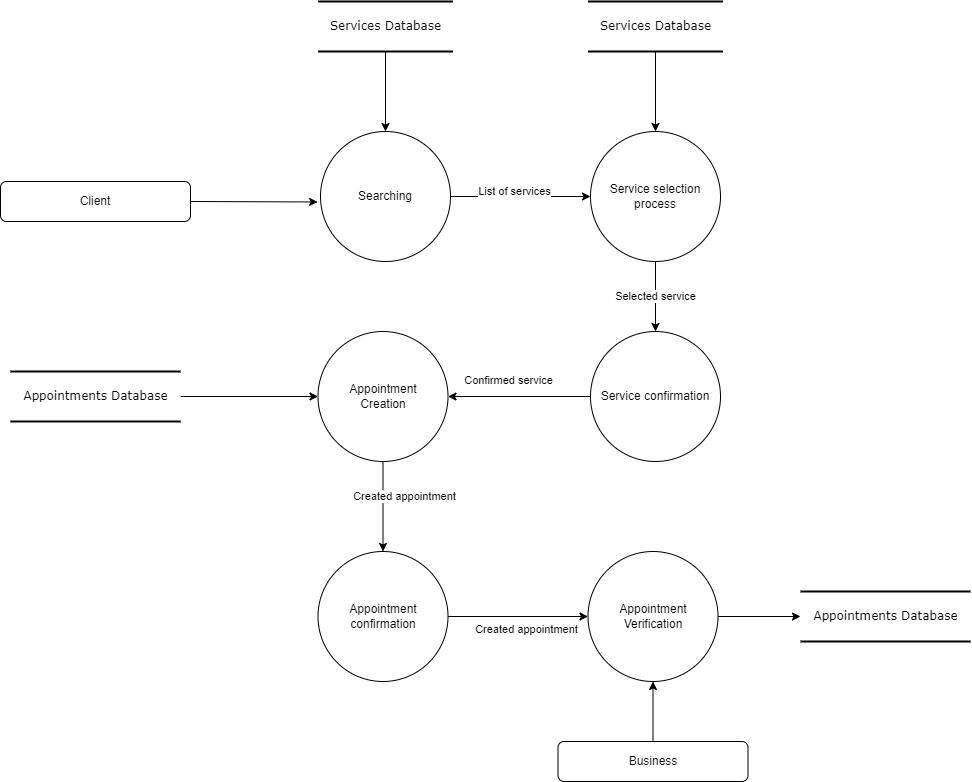 Services Database
Services Database
Client
Searching
List of services
Service selection
process
Selected service
Appointments Database
Appointment
Creation
Confirmed service
Service confirmation
Created appointment
Appointment
confirmation
Created appointment
Appointment
Verification
Appointments Database
Business